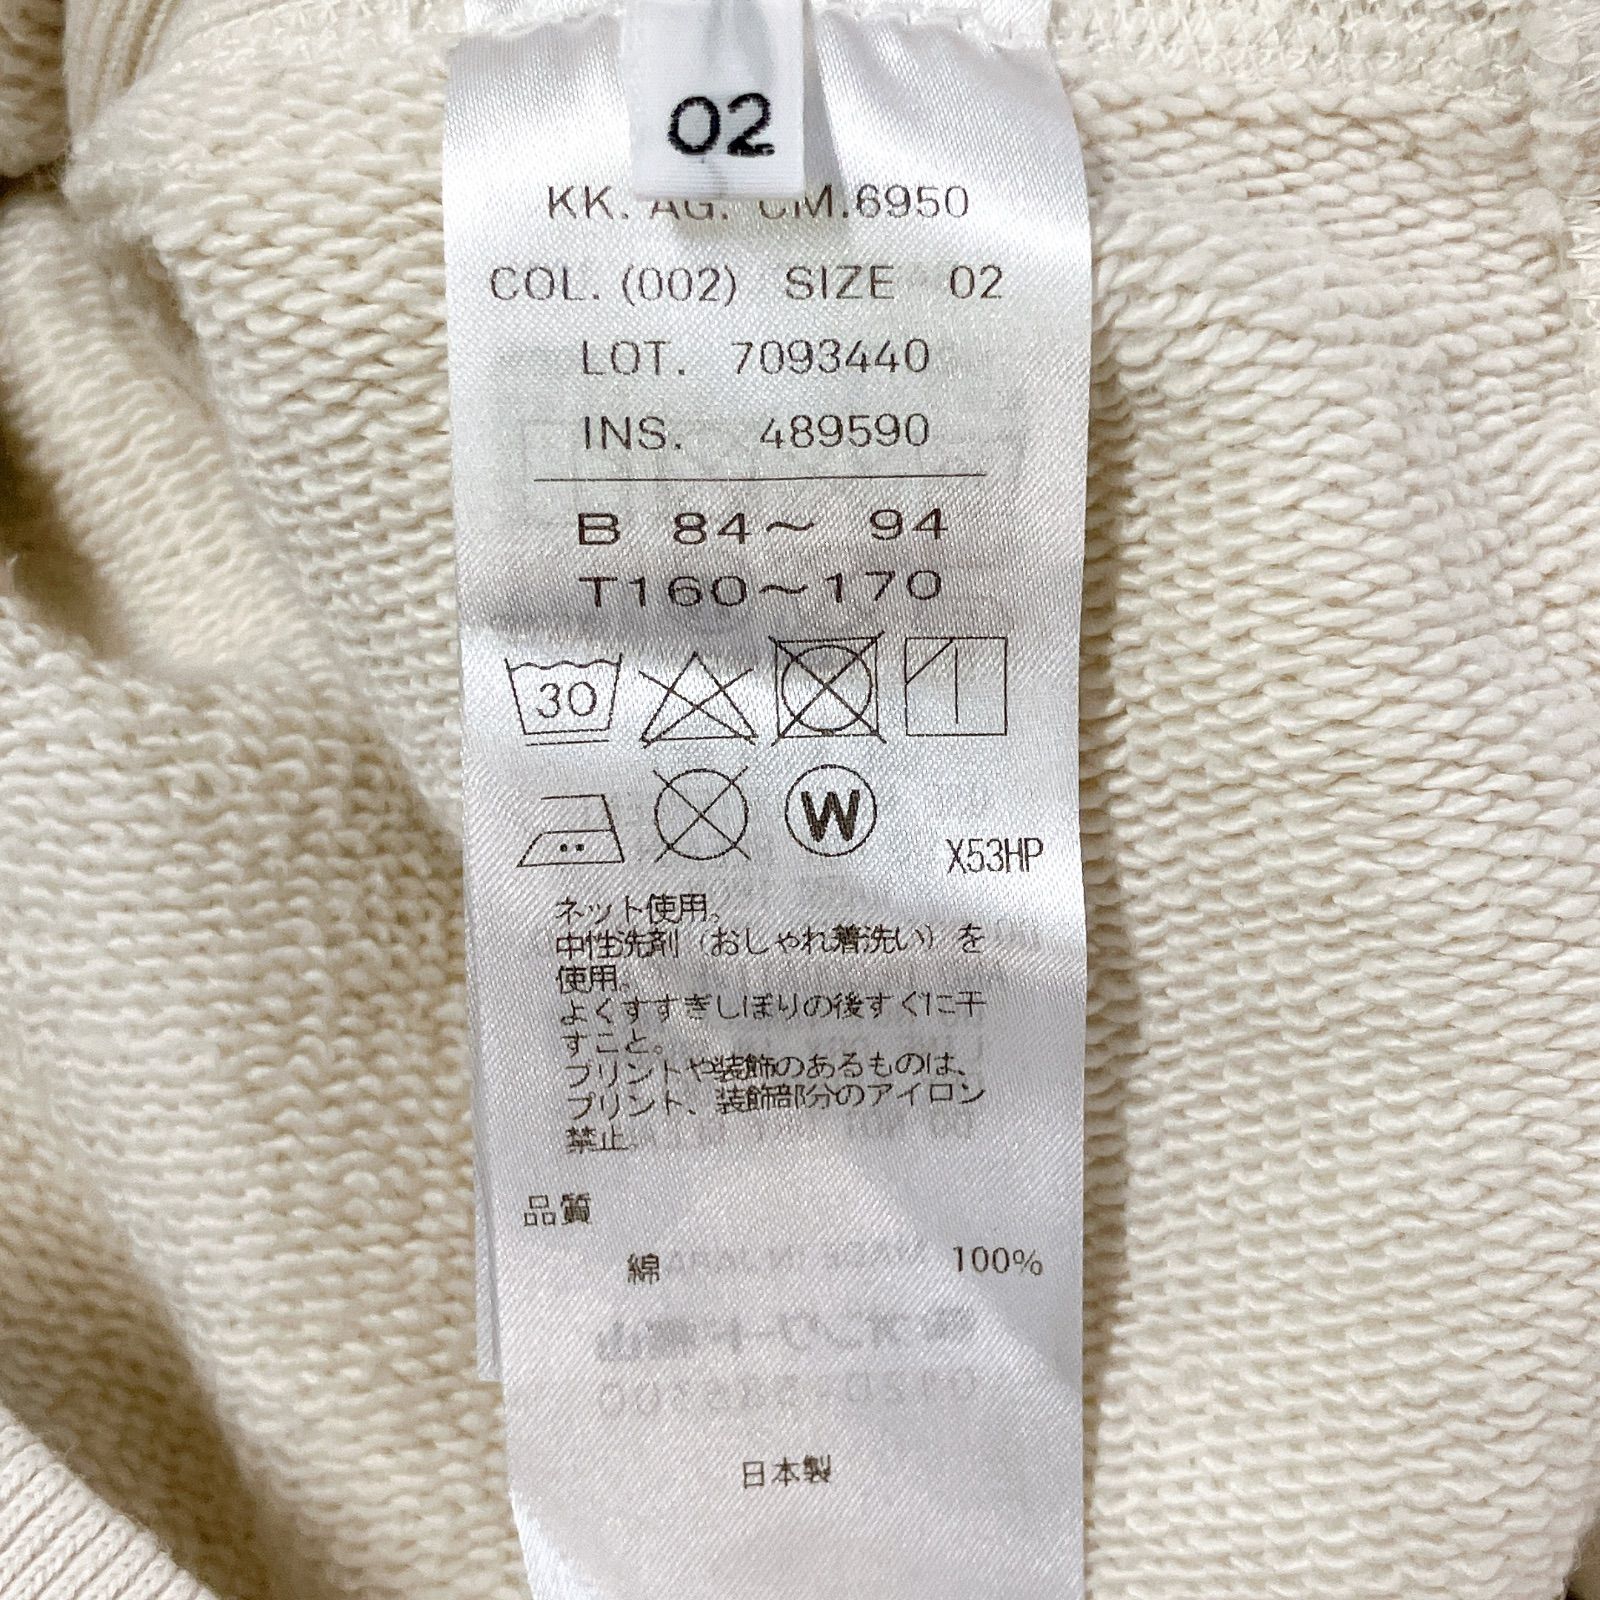 02
KK. AG. CM.6950
COL.(002) SIZE 02
LOT. 7093440
INS. 489590
B 84～ 94
T160～170
30
W
X53HP
ネット使用。
中性洗剤（おしゃれ着洗い）を
使用。
よくすすぎしぼりの後すぐに干
すこと。
プリントや装飾のあるものは、
プリント、装飾部分のアイロン
禁止。
品質
綿 100%
日本製